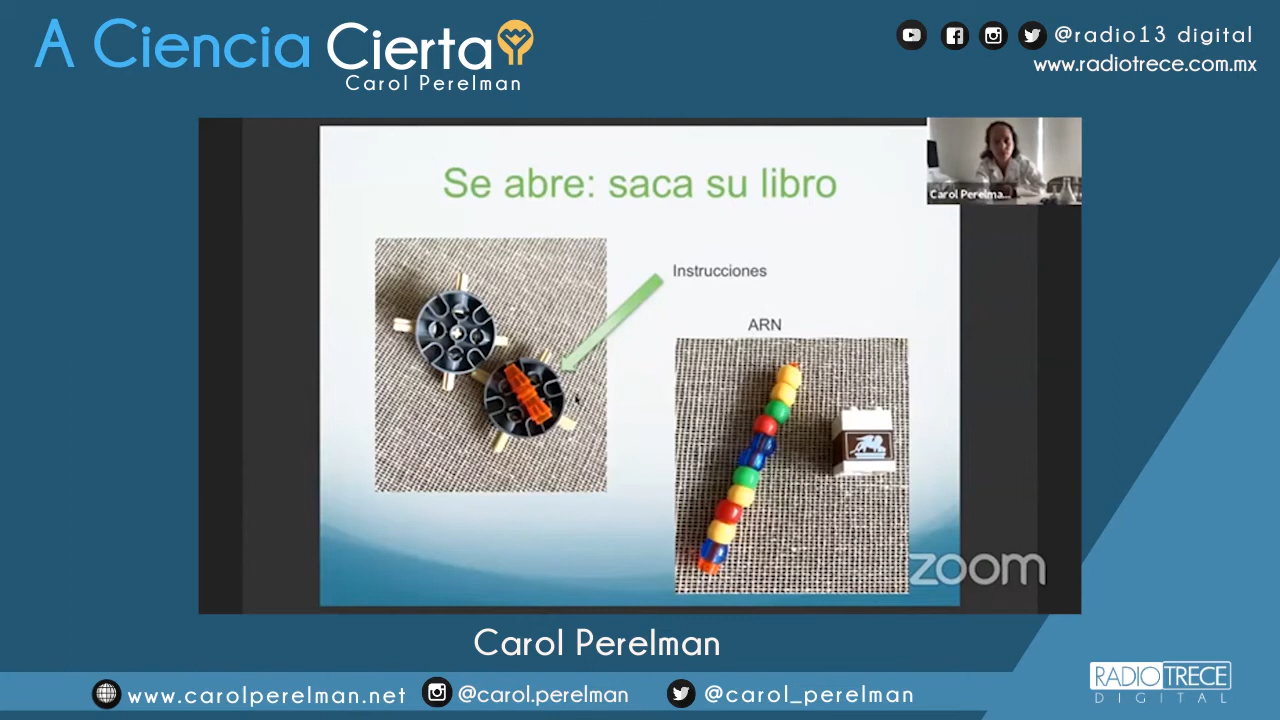 A Ciencia Cierta
Carol Perelman
@radio13 digital
www.radiotrece.com.mx
Se abre: saca su libro
Carol Perelma...
Instrucciones
ARN
zoom
Carol Perelman
www.carolperelman.net
@carol.perelman
@carol_perelman
RADIO TRECE
DIGITAL